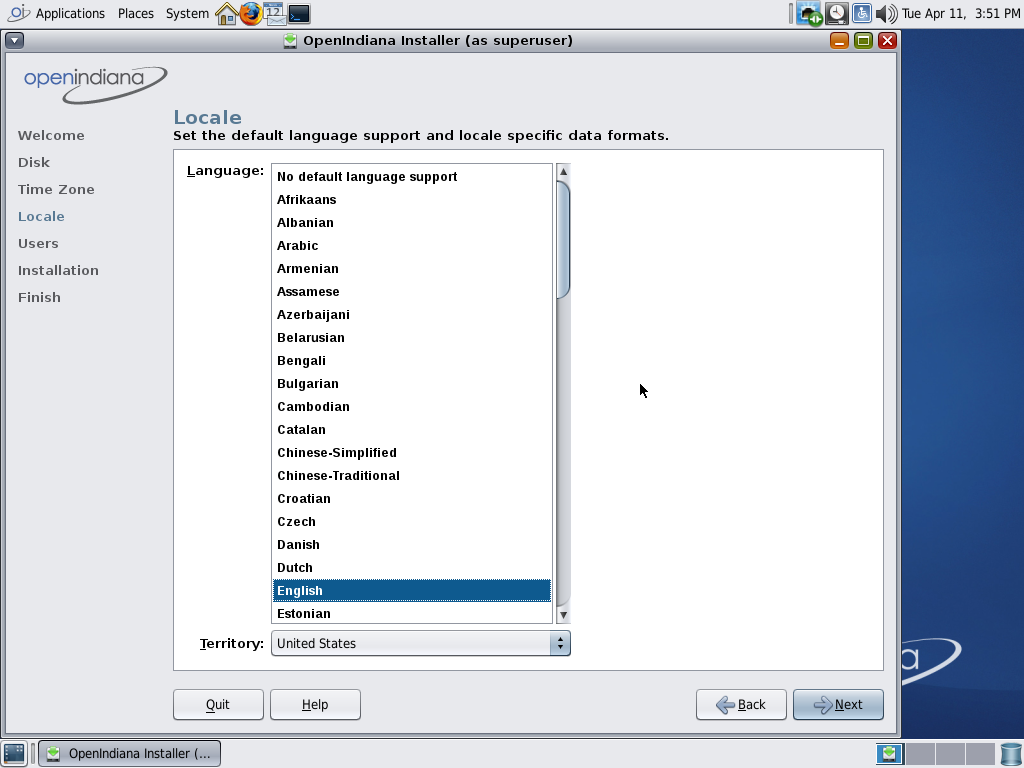 Applications Places System 12 Tue Apr 11, 3:51 PM
OpenIndiana Installer (as superuser)
openindiana
Locale
Set the default language support and locale specific data formats.
Welcome
Disk
Time Zone
Locale
Users
Installation
Finish
Language:
No default language support
Afrikaans
Albanian
Arabic
Armenian
Assamese
Azerbaijani
Belarusian
Bengali
Bulgarian
Cambodian
Catalan
Chinese-Simplified
Chinese-Traditional
Croatian
Czech
Danish
Dutch
English
Estonian
Territory: United States
a
Quit Help Back Next
OpenIndiana Installer (...